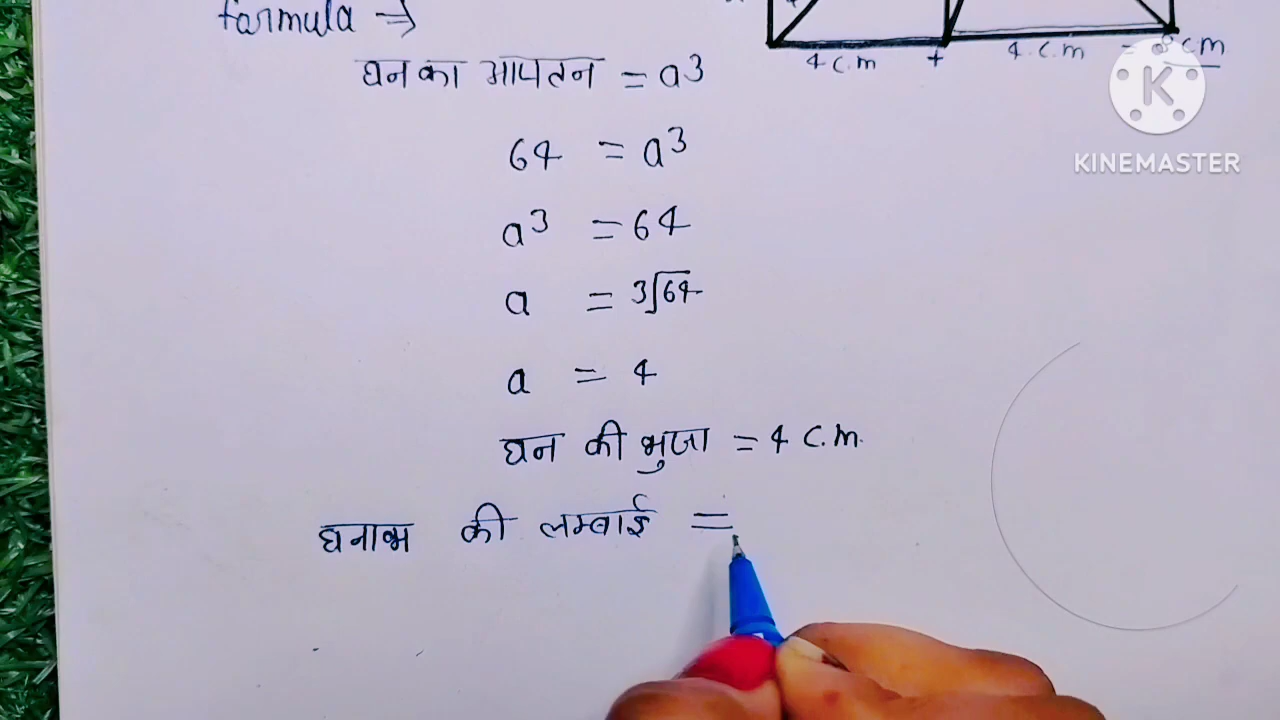 formula →
4 c.m + 4 c.m = 8 cm
घन का आयतन = a³
64 = a³
a³ = 64
a = 3√64
a = 4
घन की भुजा = 4 c.m.
घनाभ की लम्बाई =
K
KINEMASTER